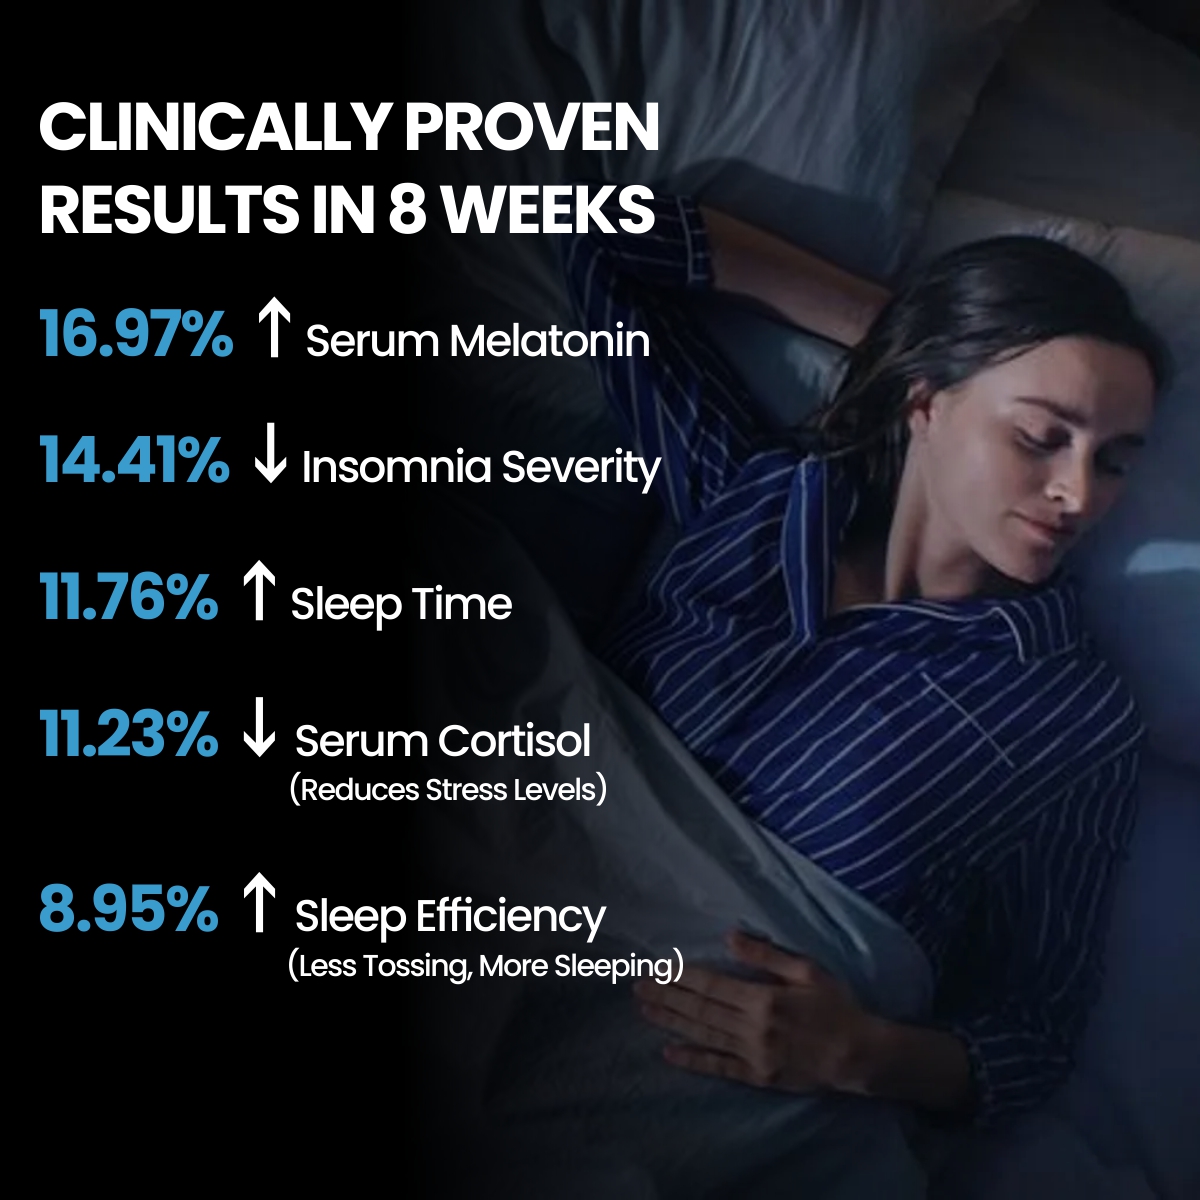 CLINICALLY PROVEN
RESULTS IN 8 WEEKS
16.97% ↑ Serum Melatonin
14.41% ↓ Insomnia Severity
11.76% ↑ Sleep Time
11.23% ↓ Serum Cortisol
(Reduces Stress Levels)
8.95% ↑ Sleep Efficiency
(Less Tossing, More Sleeping)